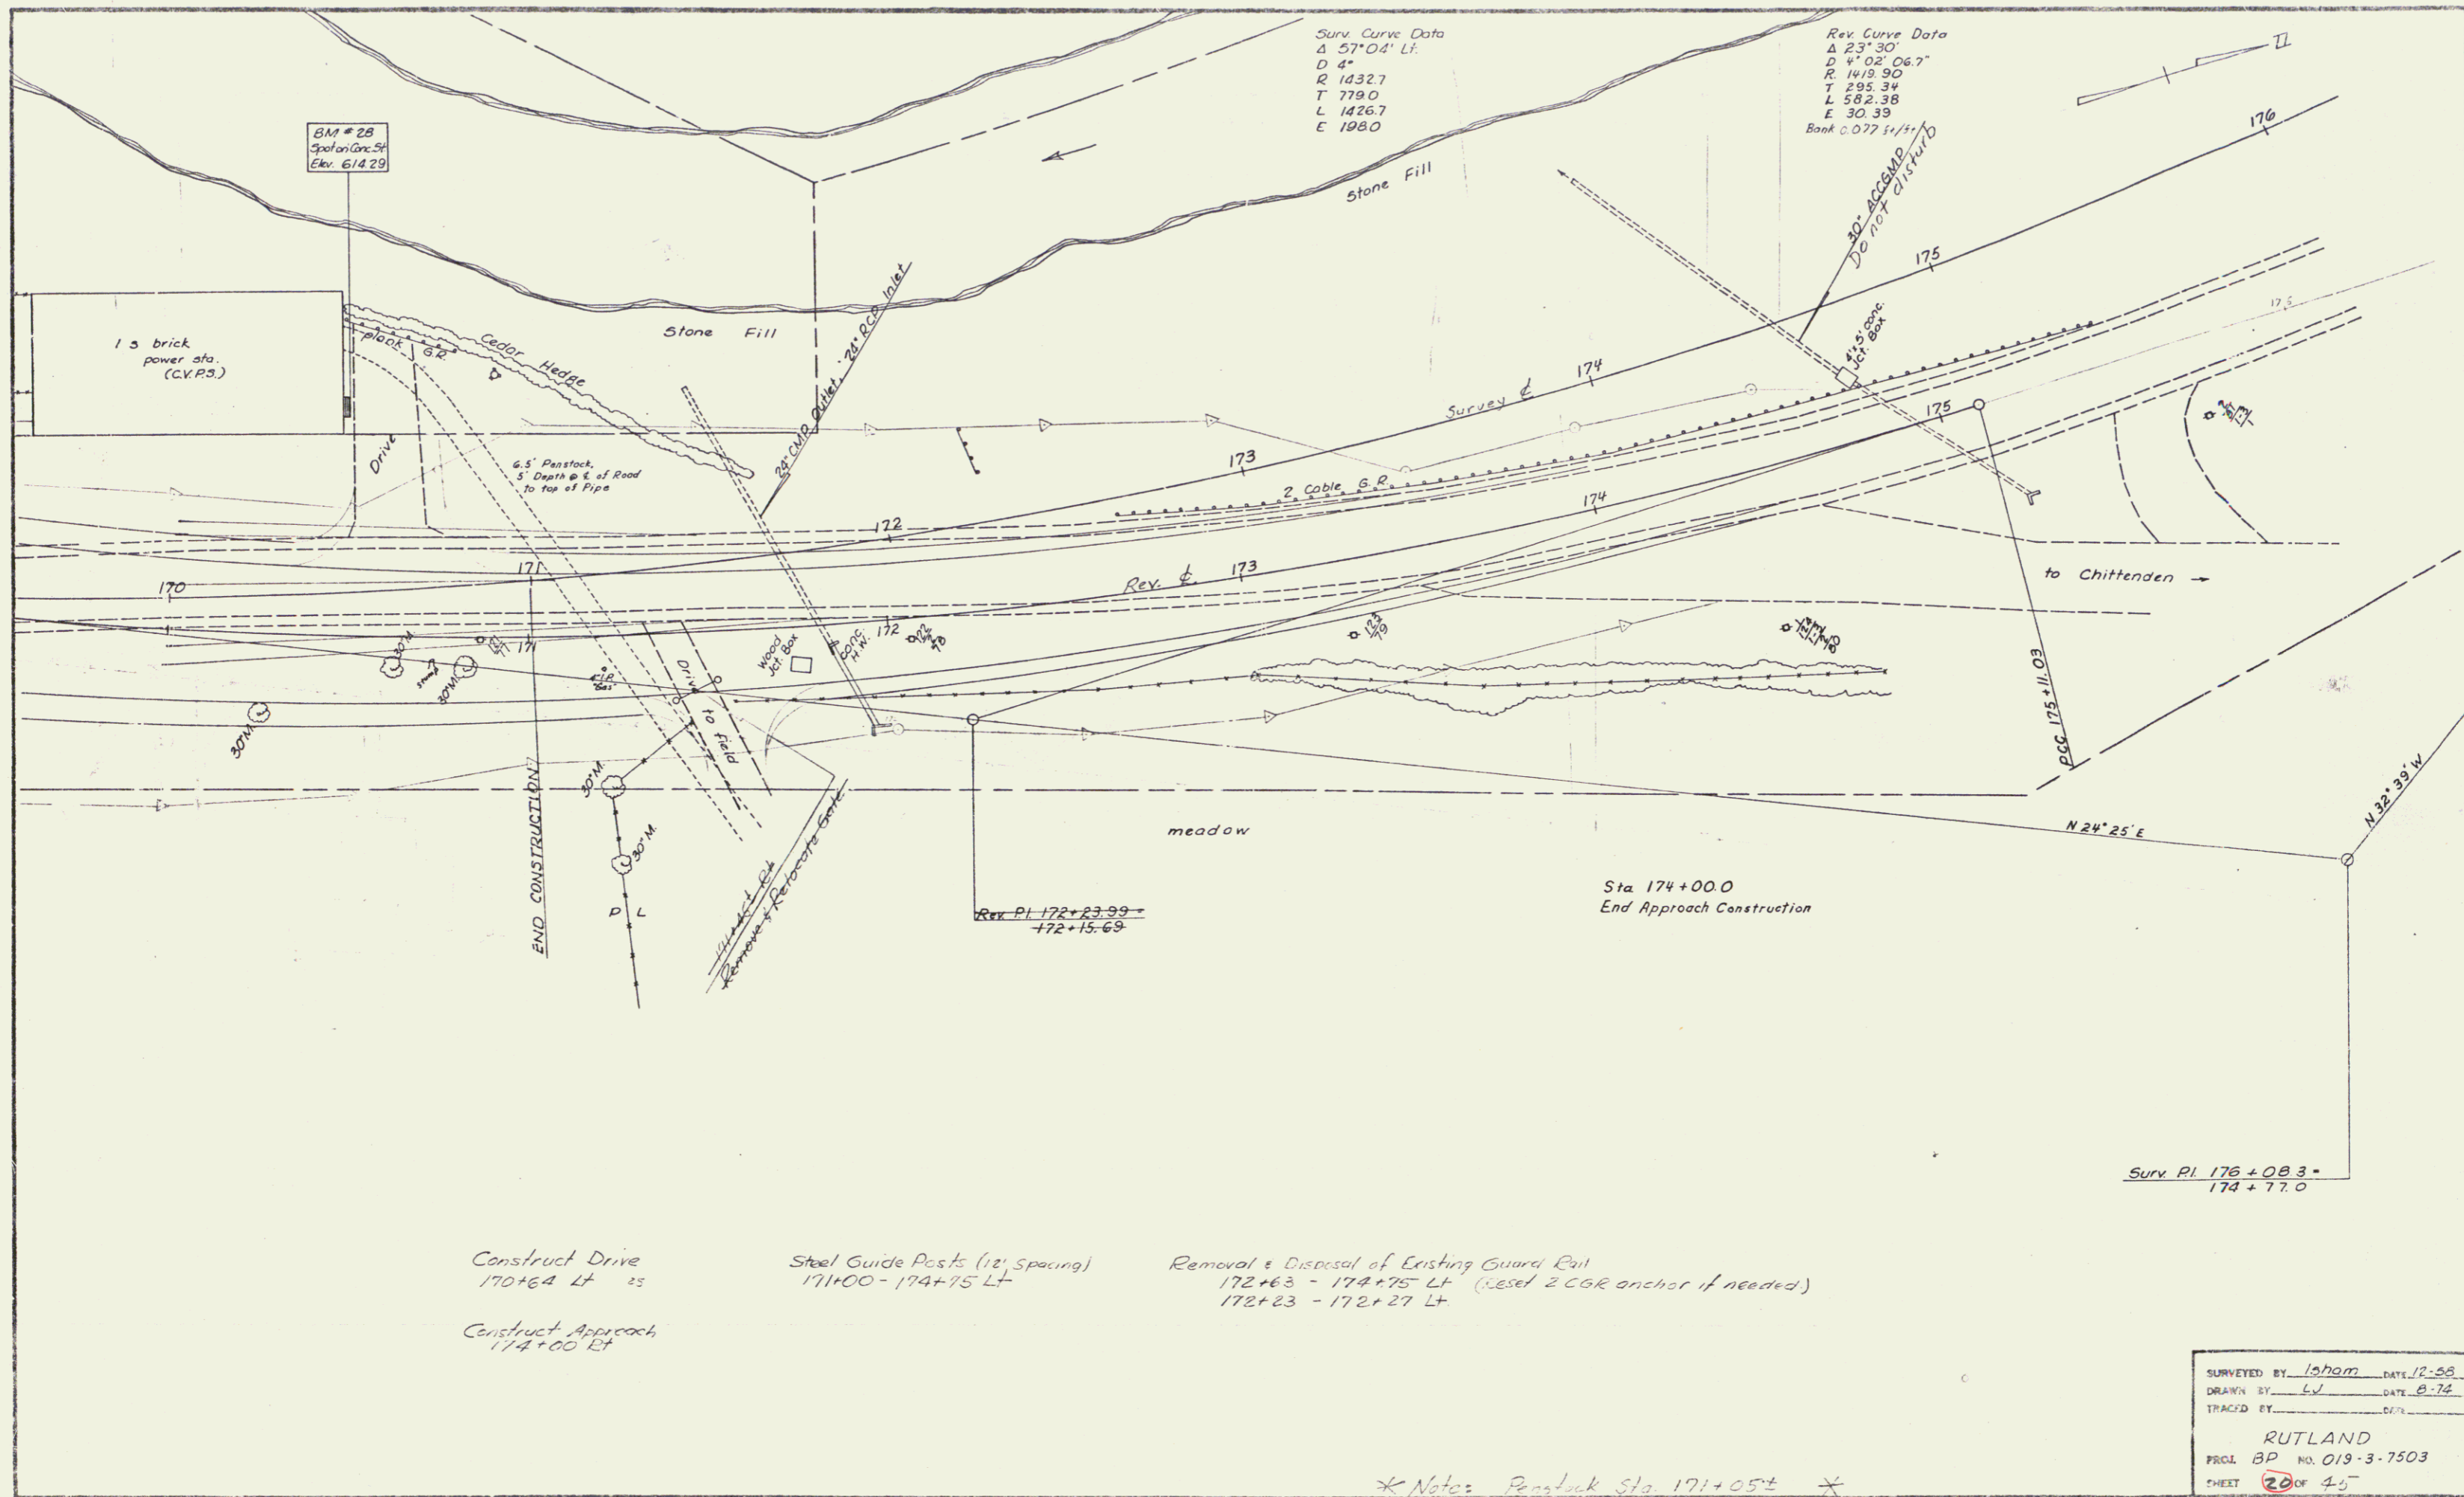 Surv. Curve Data
Δ 57°04' Lt.
D 4°
R 1432.7
T 779.0
L 1426.7
E 198.0
Rev. Curve Data
Δ 23°30'
D 4°02'06.7"
R. 1419.90
T 295.34
L 582.38
E 30.39
Bank 0.077 ft/ft
BM #28
Spot on Conc. St
Elev. 614.29
176
Stone Fill
30" ACCGMP
Do not disturb
175
1 s brick
power sta.
(C.V.P.S.)
plank G.R.
Cedar Hedge
Stone Fill
24" CMP Outlet, 24" RCP Inlet
4'x5' conc.
Jct. Box
174
Survey ℄
175
Drive
6.5' Penstock,
5' Depth @ ℄ of Road
to top of Pipe
173
2 Cable G.R.
174
172
171
170
Rev. ℄
173
to Chittenden →
172
171
30" M.
30" M.
30" M.
Wood
Jct. Box
conc.
H.W.
122
78
123
79
Drive to field
PCC 175+11.03
END CONSTRUCTION
30" M.
30" M.
P L
Remove & Relocate Gate
meadow
N 24° 25' E
N 32° 39' W
Rev. P.I. 172+23.99 =
172+15.69
Sta 174+00.0
End Approach Construction
Surv. P.I. 176+08.3 =
174+77.0
Construct Drive
170+64 Lt 25
Steel Guide Posts (12' Spacing)
171+00 - 174+75 Lt
Removal & Disposal of Existing Guard Rail
172+63 - 174+75 Lt (Reset 2 CGR anchor if needed)
172+23 - 172+27 Lt.
Construct Approach
174+00 Rt
SURVEYED BY Isham DATE 12-58
DRAWN BY LJ DATE 8-74
TRACED BY DATE
RUTLAND
PROJ. BP NO. 019-3-7503
SHEET 20 OF 45
* Note: Penstock Sta. 171+05± *